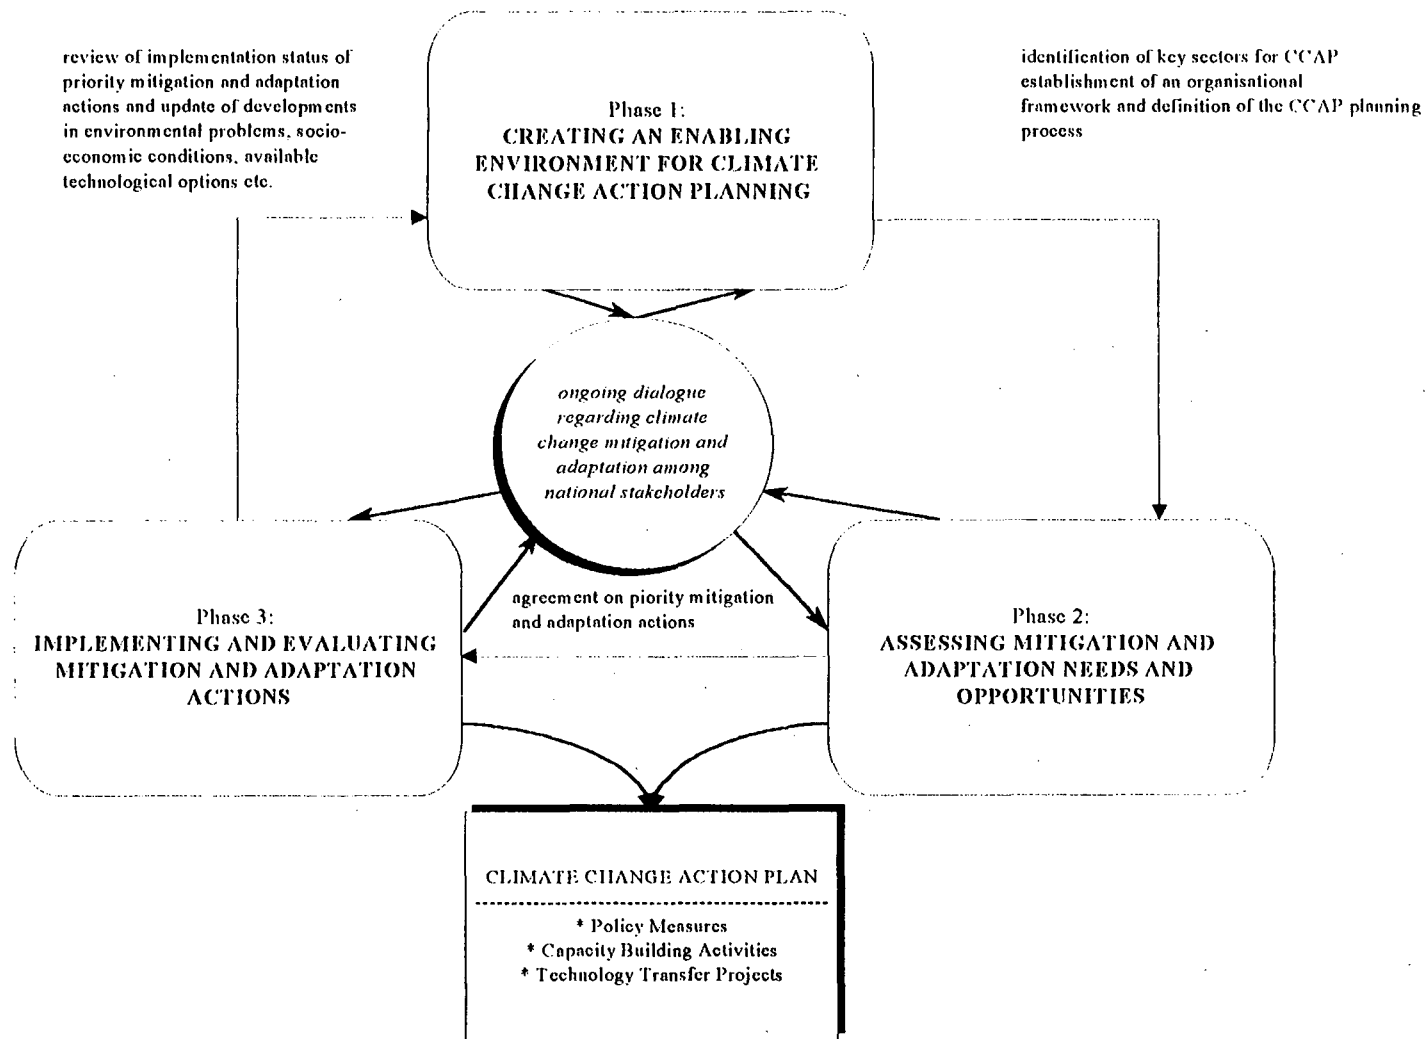 review of implementation status of
priority mitigation and adaptation
actions and update of developments
in environmental problems, socio-
economic conditions, available
technological options etc.
identification of key sectors for CCAP
establishment of an organisational
framework and definition of the CCAP planning
process
Phase 1:
CREATING AN ENABLING
ENVIRONMENT FOR CLIMATE
CHANGE ACTION PLANNING
ongoing dialogue
regarding climate
change mitigation and
adaptation among
national stakeholders
agreement on piority mitigation
and adaptation actions
Phase 3:
IMPLEMENTING AND EVALUATING
MITIGATION AND ADAPTATION
ACTIONS
Phase 2:
ASSESSING MITIGATION AND
ADAPTATION NEEDS AND
OPPORTUNITIES
CLIMATE CHANGE ACTION PLAN
* Policy Measures
* Capacity Building Activities
* Technology Transfer Projects